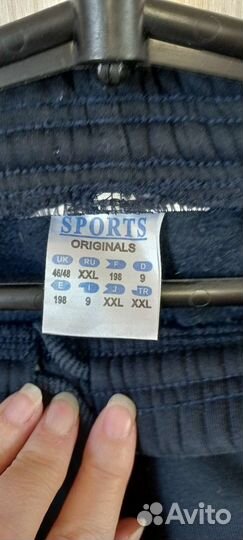 SPORTS
ORIGINALS
UK RU F D
46/48 XXL 198 9
E I J TR
198 9 XXL XXL
Avito